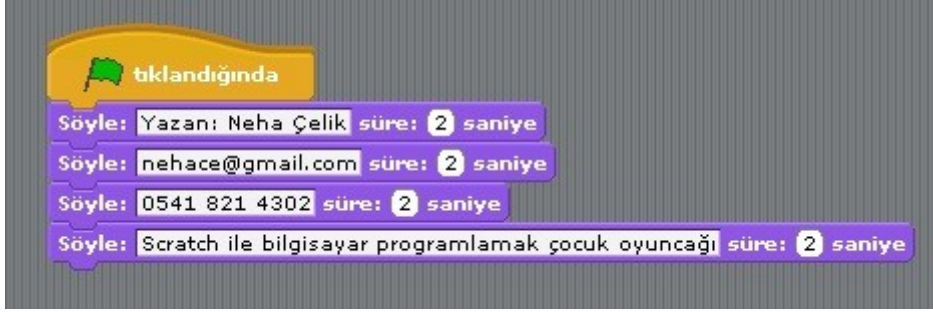 tıklandığında
Söyle: Yazan: Neha Çelik süre: 2 saniye
Söyle: nehace@gmail.com süre: 2 saniye
Söyle: 0541 821 4302 süre: 2 saniye
Söyle: Scratch ile bilgisayar programlamak çocuk oyuncağı süre: 2 saniye